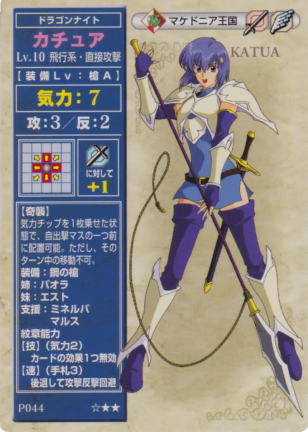 ドラゴンナイト
カチュア
Lv.10 飛行系・直接攻撃
【装備Lv:槍A】
気力:7
攻:3/反:2
に対して
+1
【奇襲】
気力チップを1枚乗せた状
態で、自出撃マスの一つ前
に配置可能。ただし、その
ターン中の移動不可。
装備:鋼の槍
姉:パオラ
妹:エスト
支援:ミネルバ
マルス
紋章能力
【技】(気力2)
カードの効果1つ無効
【速】(手札3)
後退して攻撃反撃回避
P044
☆★★
マケドニア王国
KATUA